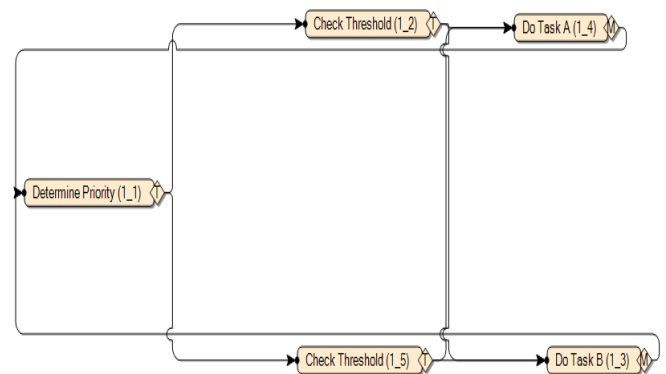 Check Threshold (1_2) T
Do Task A (1_4) M
Determine Priority (1_1) T
Check Threshold (1_5) T
Do Task B (1_3) M